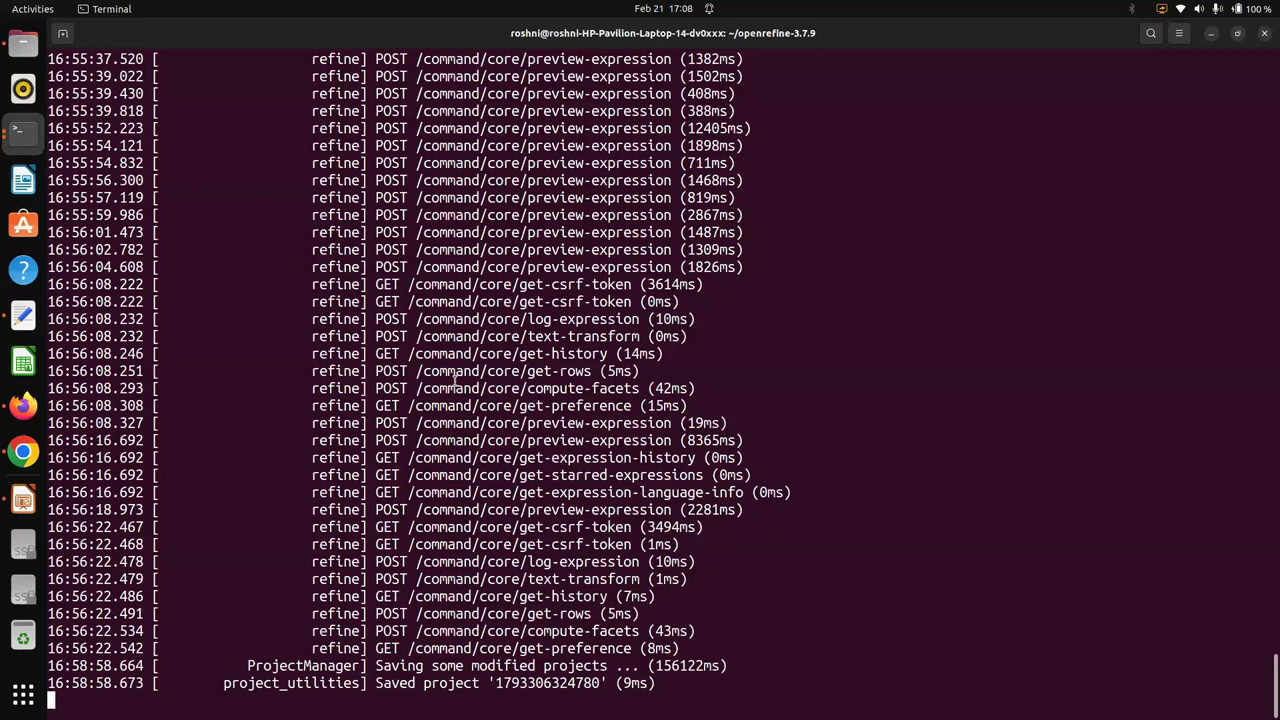 Activities
Terminal
Feb 21 17:08
100 %
roshni@roshni-HP-Pavilion-Laptop-14-dv0xxx: ~/openrefine-3.7.9
16:55:37.520 [ refine] POST /command/core/preview-expression (1382ms)
16:55:39.022 [ refine] POST /command/core/preview-expression (1502ms)
16:55:39.430 [ refine] POST /command/core/preview-expression (408ms)
16:55:39.818 [ refine] POST /command/core/preview-expression (388ms)
16:55:52.223 [ refine] POST /command/core/preview-expression (12405ms)
16:55:54.121 [ refine] POST /command/core/preview-expression (1898ms)
16:55:54.832 [ refine] POST /command/core/preview-expression (711ms)
16:55:56.300 [ refine] POST /command/core/preview-expression (1468ms)
16:55:57.119 [ refine] POST /command/core/preview-expression (819ms)
16:55:59.986 [ refine] POST /command/core/preview-expression (2867ms)
16:56:01.473 [ refine] POST /command/core/preview-expression (1487ms)
16:56:02.782 [ refine] POST /command/core/preview-expression (1309ms)
16:56:04.608 [ refine] POST /command/core/preview-expression (1826ms)
16:56:08.222 [ refine] GET /command/core/get-csrf-token (3614ms)
16:56:08.222 [ refine] GET /command/core/get-csrf-token (0ms)
16:56:08.232 [ refine] POST /command/core/log-expression (10ms)
16:56:08.232 [ refine] POST /command/core/text-transform (0ms)
16:56:08.246 [ refine] GET /command/core/get-history (14ms)
16:56:08.251 [ refine] POST /command/core/get-rows (5ms)
16:56:08.293 [ refine] POST /command/core/compute-facets (42ms)
16:56:08.308 [ refine] GET /command/core/get-preference (15ms)
16:56:08.327 [ refine] POST /command/core/preview-expression (19ms)
16:56:16.692 [ refine] POST /command/core/preview-expression (8365ms)
16:56:16.692 [ refine] GET /command/core/get-expression-history (0ms)
16:56:16.692 [ refine] GET /command/core/get-starred-expressions (0ms)
16:56:16.692 [ refine] GET /command/core/get-expression-language-info (0ms)
16:56:18.973 [ refine] POST /command/core/preview-expression (2281ms)
16:56:22.467 [ refine] GET /command/core/get-csrf-token (3494ms)
16:56:22.468 [ refine] GET /command/core/get-csrf-token (1ms)
16:56:22.478 [ refine] POST /command/core/log-expression (10ms)
16:56:22.479 [ refine] POST /command/core/text-transform (1ms)
16:56:22.486 [ refine] GET /command/core/get-history (7ms)
16:56:22.491 [ refine] POST /command/core/get-rows (5ms)
16:56:22.534 [ refine] POST /command/core/compute-facets (43ms)
16:56:22.542 [ refine] GET /command/core/get-preference (8ms)
16:58:58.664 [ ProjectManager] Saving some modified projects ... (156122ms)
16:58:58.673 [ project_utilities] Saved project '1793306324780' (9ms)